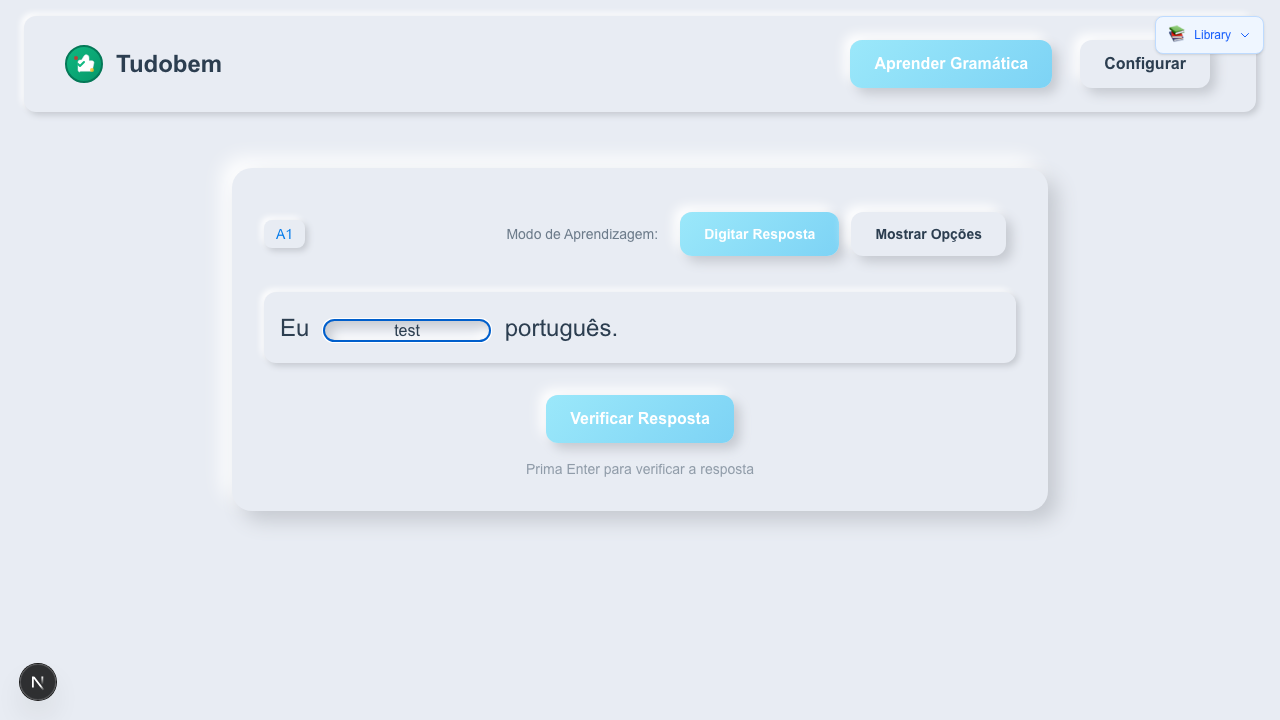 Tudobem
Aprender Gramática
Configurar
Library
A1
Modo de Aprendizagem:
Digitar Resposta
Mostrar Opções
Eu test português.
Verificar Resposta
Prima Enter para verificar a resposta
N